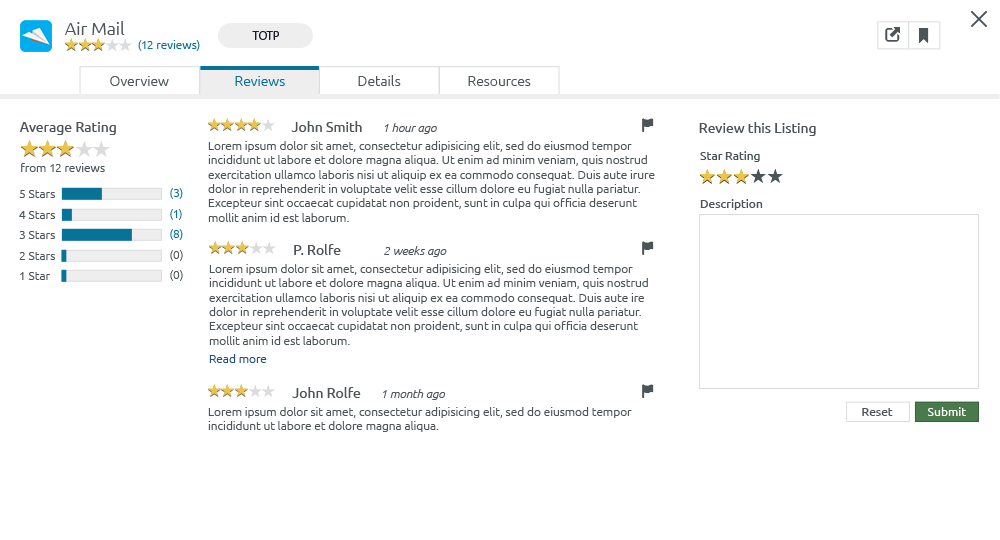 Air Mail
(12 reviews)
TOTP
Overview
Reviews
Details
Resources
Average Rating
from 12 reviews
5 Stars (3)
4 Stars (1)
3 Stars (8)
2 Stars (0)
1 Star (0)
John Smith 1 hour ago
Lorem ipsum dolor sit amet, consectetur adipisicing elit, sed do eiusmod tempor
incididunt ut labore et dolore magna aliqua. Ut enim ad minim veniam, quis nostrud
exercitation ullamco laboris nisi ut aliquip ex ea commodo consequat. Duis aute irure
dolor in reprehenderit in voluptate velit esse cillum dolore eu fugiat nulla pariatur.
Excepteur sint occaecat cupidatat non proident, sunt in culpa qui officia deserunt
mollit anim id est laborum.
P. Rolfe 2 weeks ago
Lorem ipsum dolor sit amet, consectetur adipisicing elit, sed do eiusmod tempor
incididunt ut labore et dolore magna aliqua. Ut enim ad minim veniam, quis nostrud
exercitation ullamco laboris nisi ut aliquip ex ea commodo consequat. Duis aute ire
dolor in reprehenderit in voluptate velit esse cillum dolore eu fugiat nulla pariatur.
Excepteur sint occaecat cupidatat non proident, sunt in culpa qui officia deserunt
mollit anim id est laborum.
Read more
John Rolfe 1 month ago
Lorem ipsum dolor sit amet, consectetur adipisicing elit, sed do eiusmod tempor
incididunt ut labore et dolore magna aliqua.
Review this Listing
Star Rating
Description
Reset
Submit